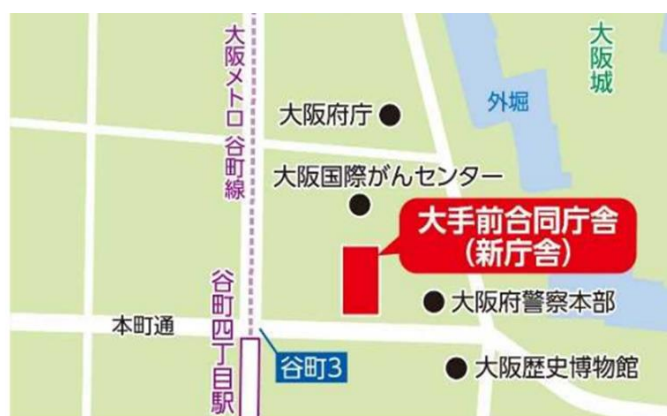 大阪メトロ 谷町線
大阪城
外堀
大阪府庁
大阪国際がんセンター
大手前合同庁舎
(新庁舎)
大阪府警察本部
本町通
谷町四丁目駅
谷町3
大阪歴史博物館